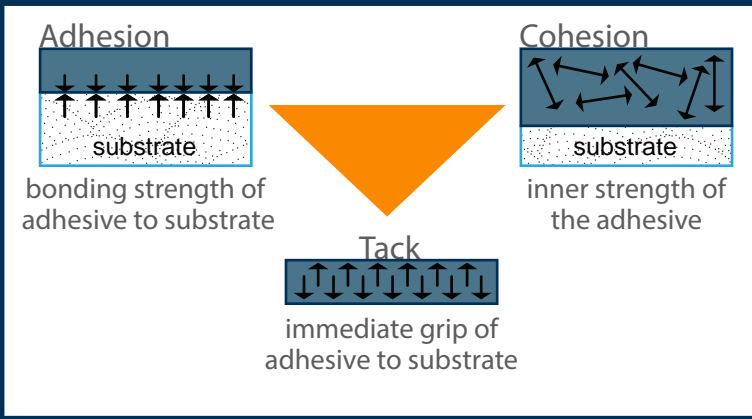 Adhesion
substrate
bonding strength of
adhesive to substrate
Cohesion
substrate
inner strength of
the adhesive
Tack
immediate grip of
adhesive to substrate